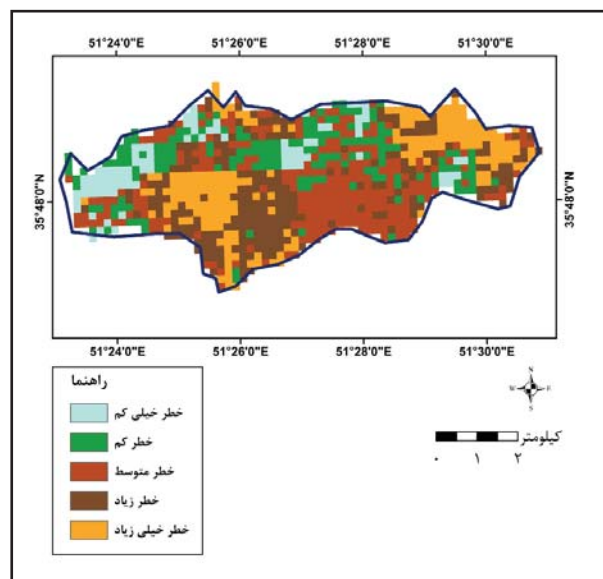 51°24'0"E 51°26'0"E 51°28'0"E 51°30'0"E
35°48'0"N 35°48'0"N
51°24'0"E 51°26'0"E 51°28'0"E 51°30'0"E
راهنما
خطر خیلی کم
خطر کم
خطر متوسط
خطر زیاد
خطر خیلی زیاد
N
W E
S
کیلومتر
۰ ۱ ۲